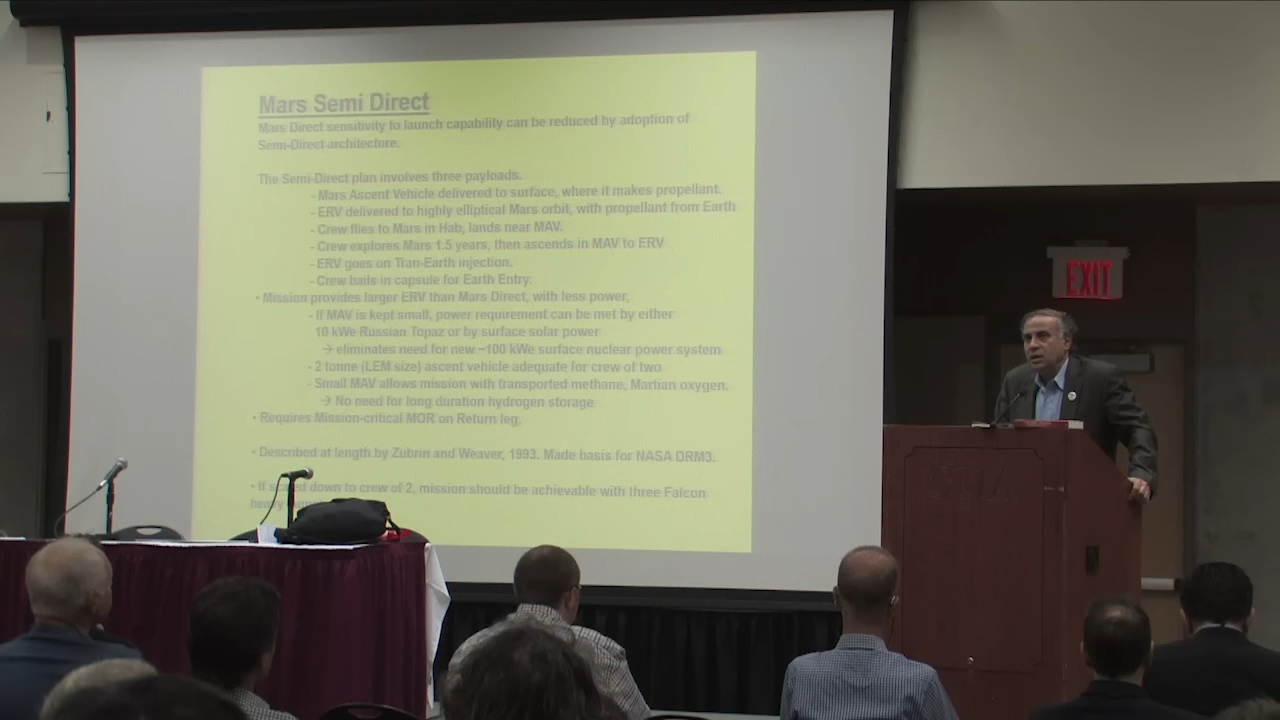 Mars Semi Direct
Mars Direct sensitivity to launch capability can be reduced by adoption of
Semi-Direct architecture.
The Semi-Direct plan involves three payloads.
- Mars Ascent Vehicle delivered to surface, where it makes propellant.
- ERV delivered to highly elliptical Mars orbit, with propellant from Earth
- Crew flies to Mars in Hab, lands near MAV.
- Crew explores Mars 1.5 years, then ascends in MAV to ERV
- ERV goes on Tran-Earth injection.
- Crew bails in capsule for Earth Entry.
• Mission provides larger ERV than Mars Direct, with less power,
- If MAV is kept small, power requirement can be met by either
10 kWe Russian Topaz or by surface solar power
→ eliminates need for new ~100 kWe surface nuclear power system
- 2 tonne (LEM size) ascent vehicle adequate for crew of two
- Small MAV allows mission with transported methane, Martian oxygen.
→ No need for long duration hydrogen storage
• Requires Mission-critical MOR on Return leg.
• Described at length by Zubrin and Weaver, 1993. Made basis for NASA DRM3.
• If down to crew of 2, mission should be achievable with three Falcon
EXIT